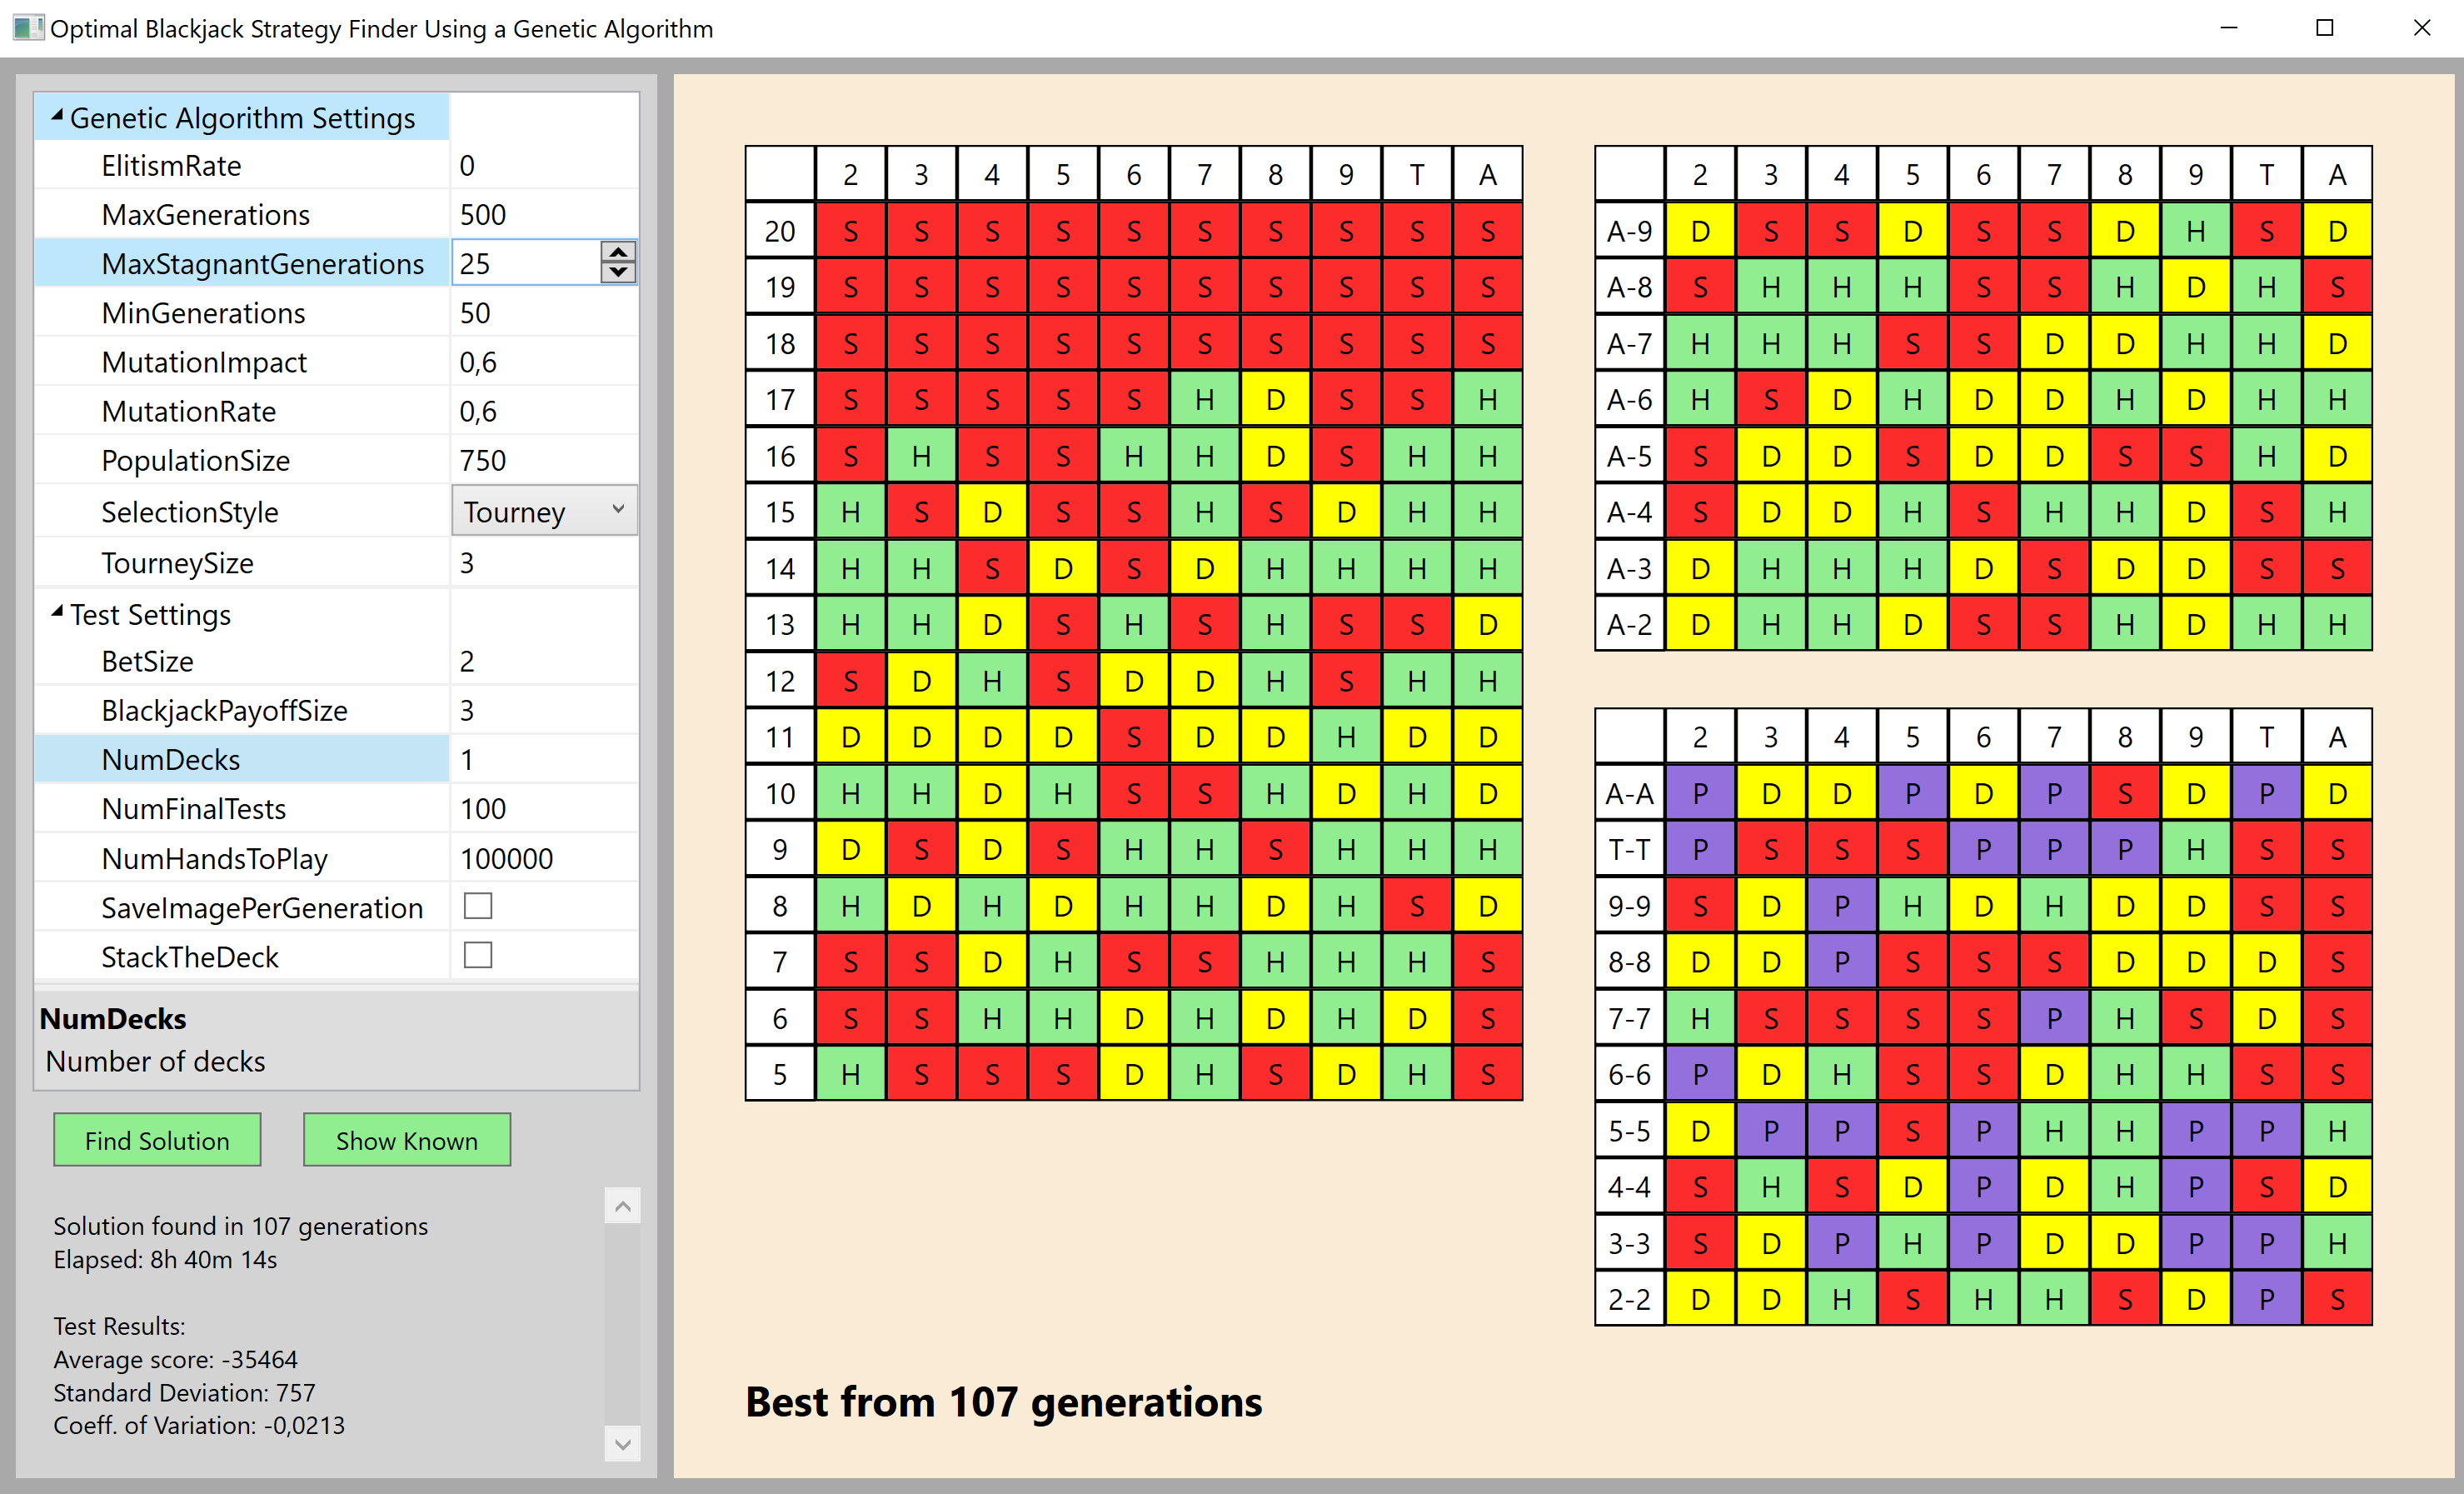 Optimal Blackjack Strategy Finder Using a Genetic Algorithm
Genetic Algorithm Settings
ElitismRate 0
MaxGenerations 500
MaxStagnantGenerations 25
MinGenerations 50
MutationImpact 0,6
MutationRate 0,6
PopulationSize 750
SelectionStyle Tourney
TourneySize 3
Test Settings
BetSize 2
BlackjackPayoffSize 3
NumDecks 1
NumFinalTests 100
NumHandsToPlay 100000
SaveImagePerGeneration
StackTheDeck
NumDecks
Number of decks
Find Solution Show Known
Solution found in 107 generations
Elapsed: 8h 40m 14s
Test Results:
Average score: -35464
Standard Deviation: 757
Coeff. of Variation: -0,0213
2 3 4 5 6 7 8 9 T A
20 S S S S S S S S S S
19 S S S S S S S S S S
18 S S S S S S S S S S
17 S S S S S H D S S H
16 S H S S H H D S H H
15 H S D S S H S D H H
14 H H S D S D H H H H
13 H H D S H S H S S D
12 S D H S D D H S H H
11 D D D D S D D H D D
10 H H D H S S H D H D
9 D S D S H H S H H H
8 H D H D H H D H S D
7 S S D H S S H H H S
6 S S H H D H D H D S
5 H S S S D H S D H S
2 3 4 5 6 7 8 9 T A
A-9 D S S D S S D H S D
A-8 S H H H S S H D H S
A-7 H H H S S D D H H D
A-6 H S D H D D H D H H
A-5 S D D S D D S S H D
A-4 S D D H S H H D S H
A-3 D H H H D S D D S S
A-2 D H H D S S H D H H
2 3 4 5 6 7 8 9 T A
A-A P D D P D P S D P D
T-T P S S S P P P H S S
9-9 S D P H D H D D S S
8-8 D D P S S S D D D S
7-7 H S S S S P H S D S
6-6 P D H S S D H H S S
5-5 D P P S P H H P P H
4-4 S H S D P D H P S D
3-3 S D P H P D D P P H
2-2 D D H S H H S D P S
Best from 107 generations